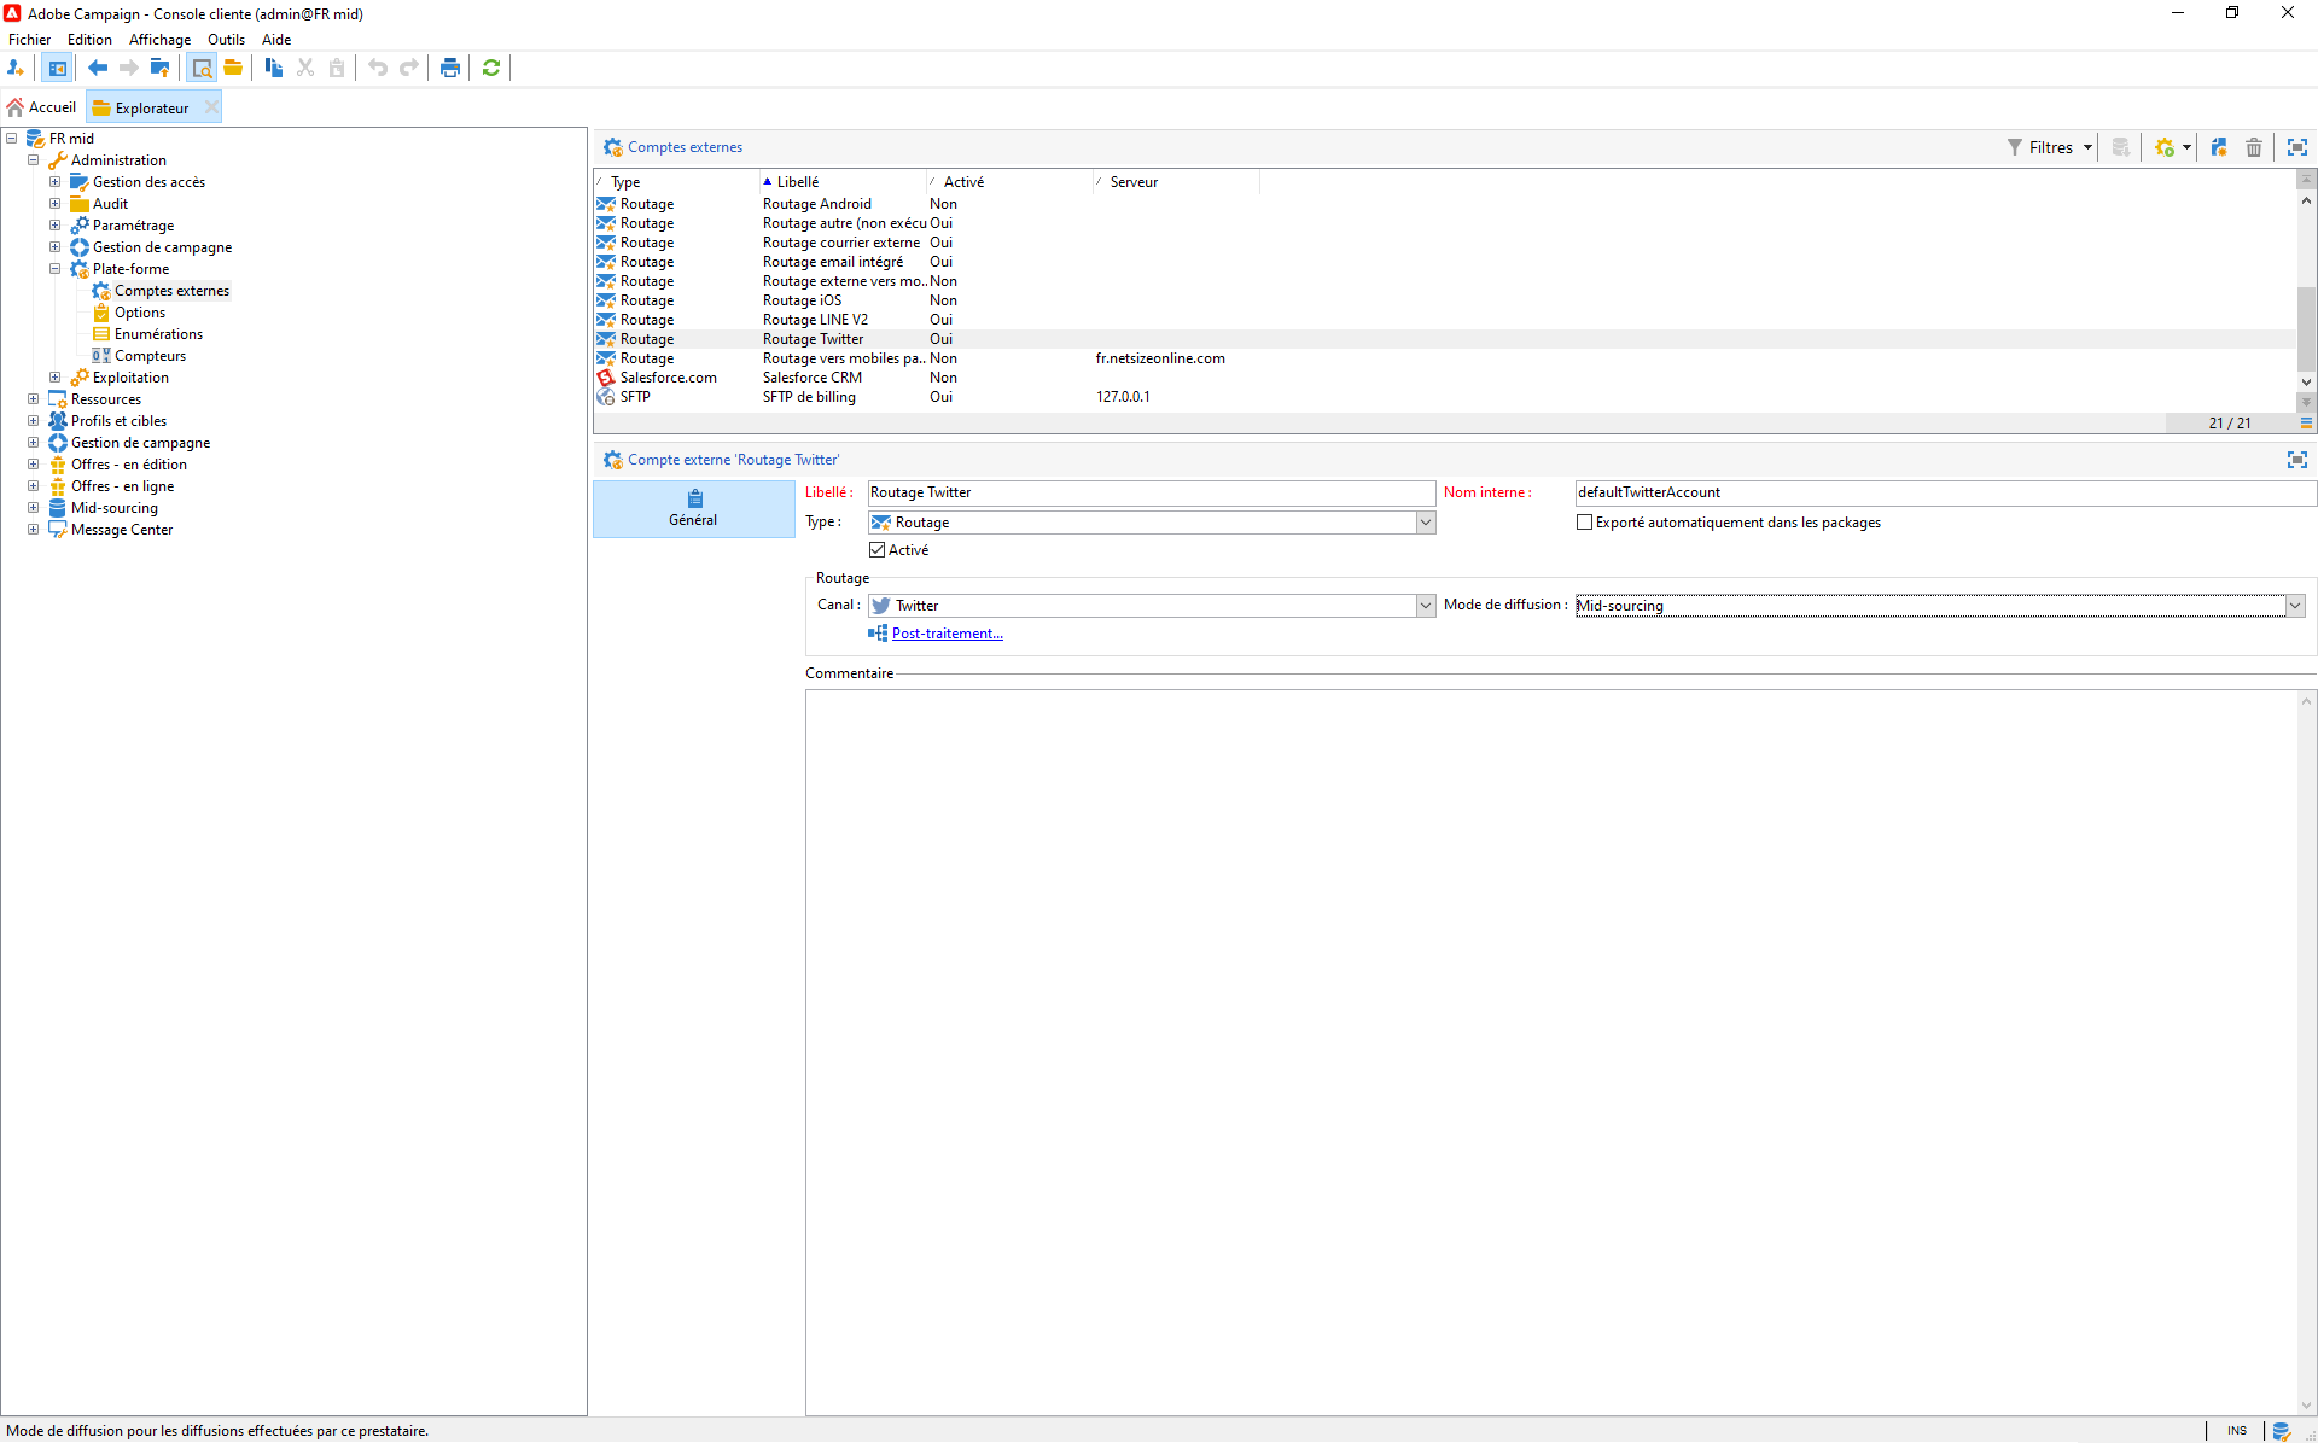 Adobe Campaign - Console cliente (admin@FR mid)
Fichier Edition Affichage Outils Aide
Accueil Explorateur
FR mid
Administration
Gestion des accès
Audit
Paramétrage
Gestion de campagne
Plate-forme
Comptes externes
Options
Enumérations
Compteurs
Exploitation
Ressources
Profils et cibles
Gestion de campagne
Offres - en édition
Offres - en ligne
Mid-sourcing
Message Center
Comptes externes Filtres
Type Libellé Activé Serveur
Routage Routage Android Non
Routage Routage autre (non exécu Oui
Routage Routage courrier externe Oui
Routage Routage email intégré Oui
Routage Routage externe vers mo.. Non
Routage Routage iOS Non
Routage Routage LINE V2 Oui
Routage Routage Twitter Oui
Routage Routage vers mobiles pa.. Non fr.netsizeonline.com
Salesforce.com Salesforce CRM Non
SFTP SFTP de billing Oui 127.0.0.1
21 / 21
Compte externe 'Routage Twitter'
Général
Libellé : Routage Twitter Nom interne : defaultTwitterAccount
Type : Routage Exporté automatiquement dans les packages
Activé
Routage
Canal : Twitter Mode de diffusion : Mid-sourcing
Post-traitement...
Commentaire
Mode de diffusion pour les diffusions effectuées par ce prestataire. INS